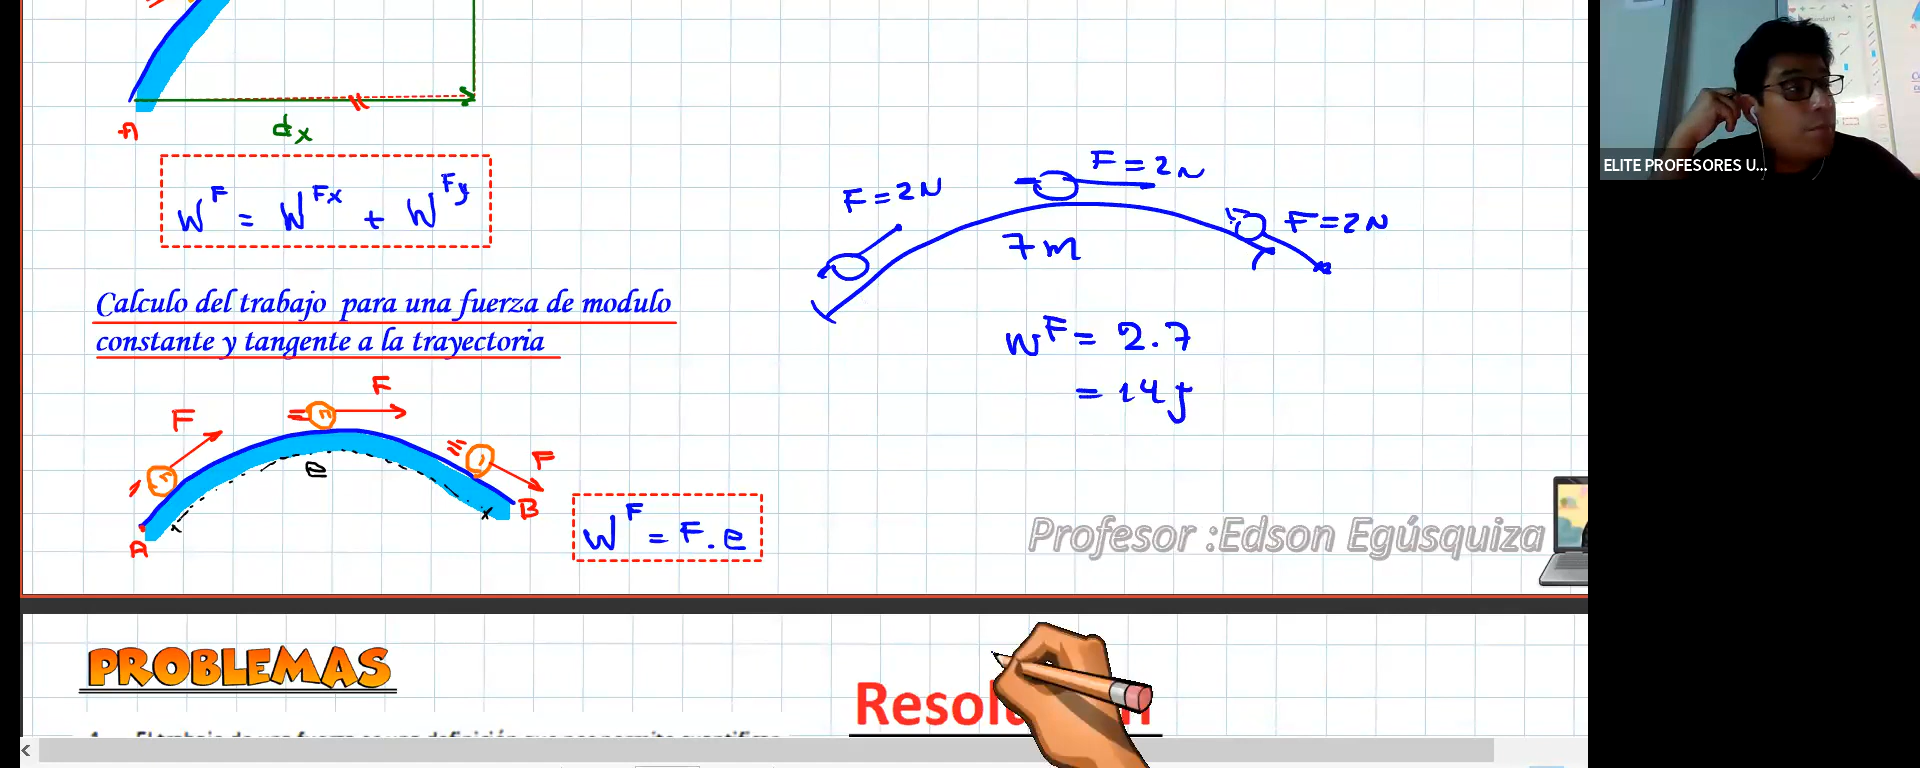 A
dx
W^F = W^Fx + W^Fy
Calculo del trabajo para una fuerza de modulo
constante y tangente a la trayectoria
F
F
F
e
A
B
W^F = F.e
F=2N
F=2N
F=2N
7m
W^F = 2.7
= 14 J
Profesor :Edson Egúsquiza
PROBLEMAS
ELITE PROFESORES U...